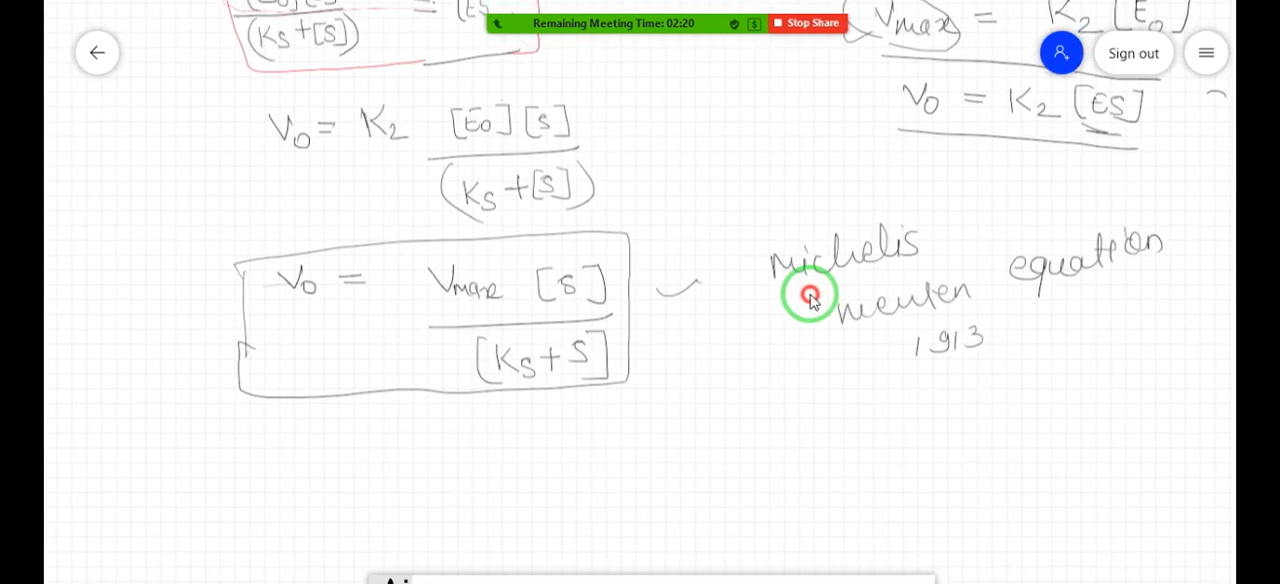 Remaining Meeting Time: 02:20 Stop Share
(Ks+[S])
Vmax = K2 [E0]
Sign out
V0 = K2 [ES]
V0 = K2 [E0][S]
(Ks+[S])
V0 = Vmax [S]
[Ks+S]
Michelis
menten equation
1913